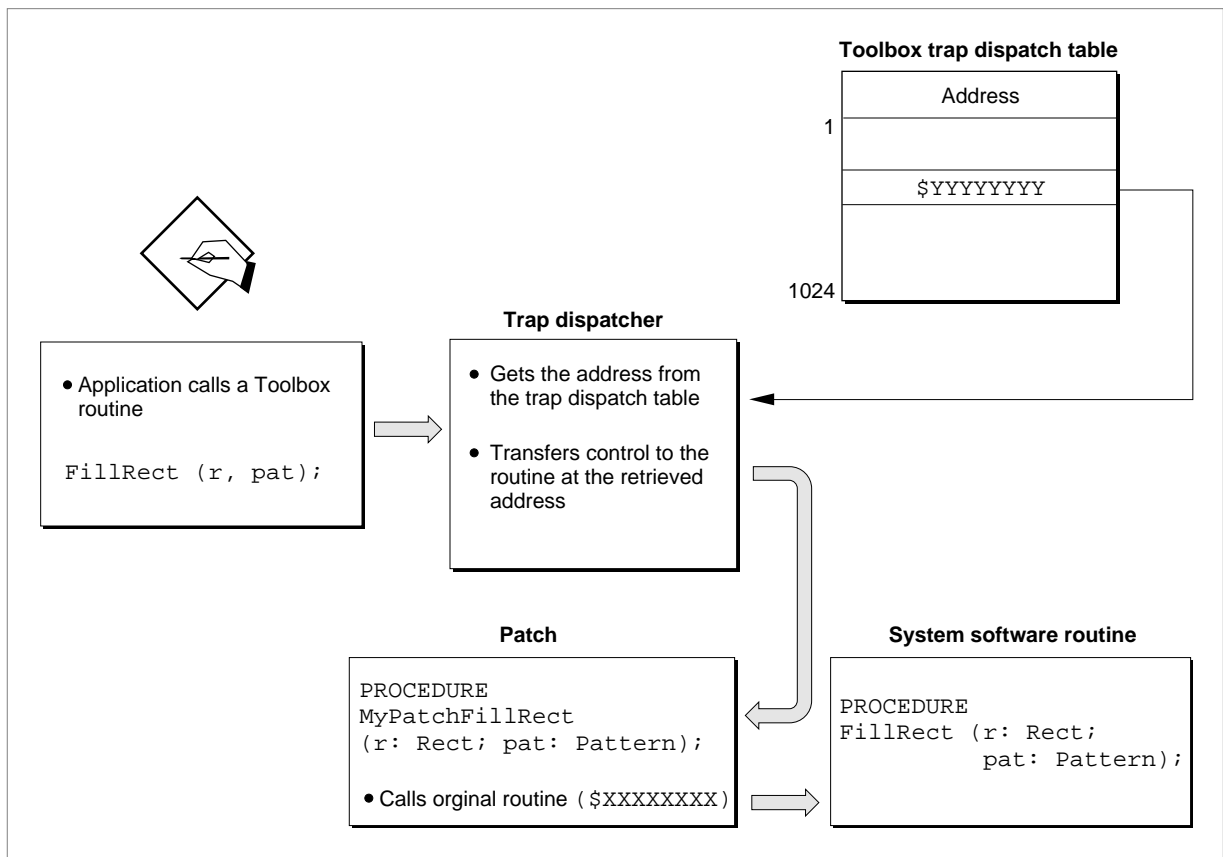 Toolbox trap dispatch table
Address
1
$YYYYYYYY
1024
Trap dispatcher
• Application calls a Toolbox
routine
FillRect (r, pat);
• Gets the address from
the trap dispatch table
• Transfers control to the
routine at the retrieved
address
Patch
PROCEDURE
MyPatchFillRect
(r: Rect; pat: Pattern);
• Calls orginal routine ($XXXXXXXX)
System software routine
PROCEDURE
FillRect (r: Rect;
pat: Pattern);